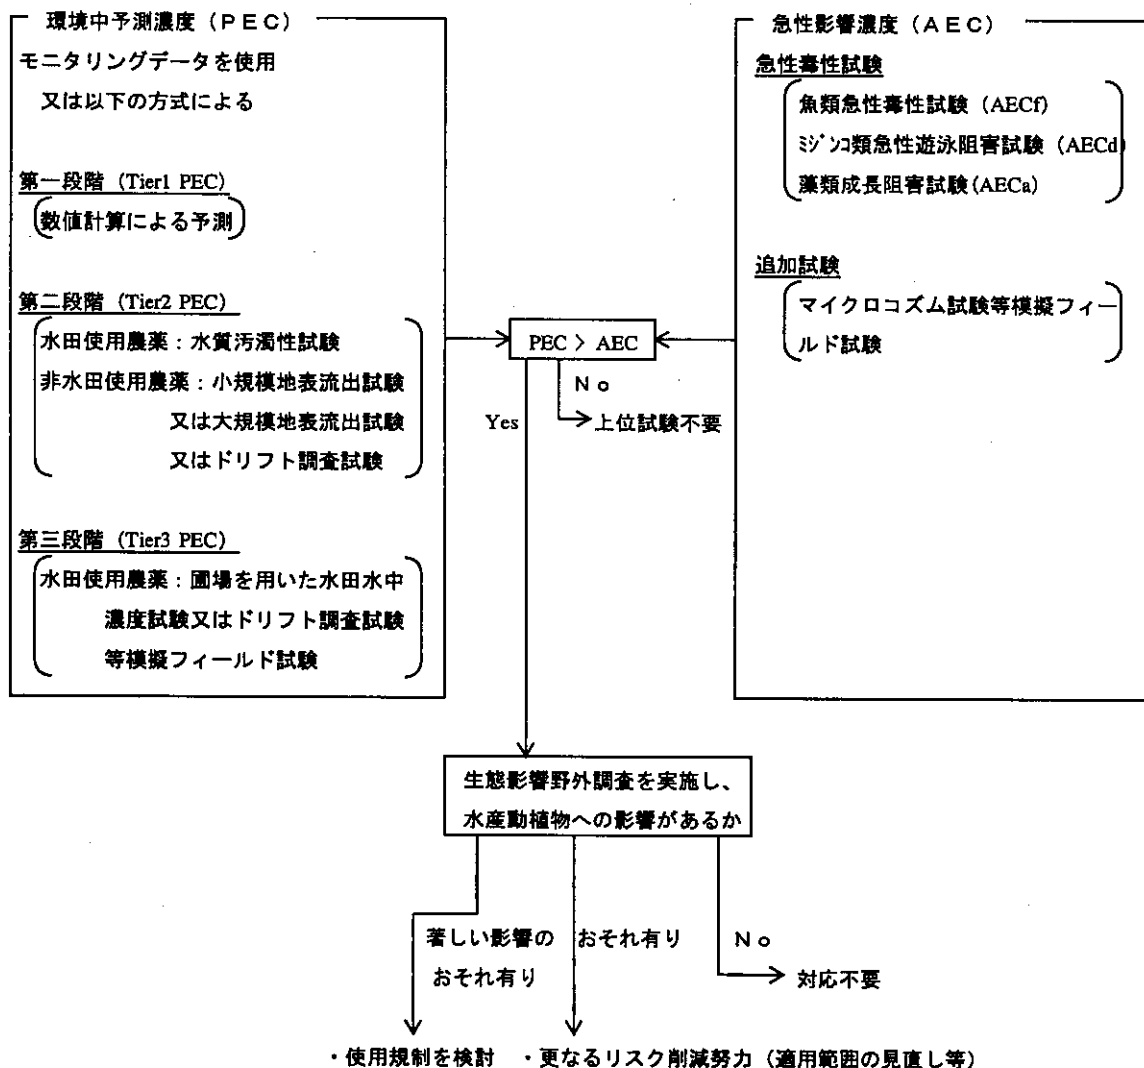 環境中予測濃度（ＰＥＣ）
モニタリングデータを使用
又は以下の方式による
第一段階（Tier1 PEC）
数値計算による予測
第二段階（Tier2 PEC）
水田使用農薬：水質汚濁性試験
非水田使用農薬：小規模地表流出試験
又は大規模地表流出試験
又はドリフト調査試験
第三段階（Tier3 PEC）
水田使用農薬：圃場を用いた水田水中
濃度試験又はドリフト調査試験
等模擬フィールド試験
急性影響濃度（ＡＥＣ）
急性毒性試験
魚類急性毒性試験（AECf）
ﾐｼﾞﾝｺ類急性遊泳阻害試験（AECd）
藻類成長阻害試験(AECa)
追加試験
マイクロコズム試験等模擬フィー
ルド試験
PEC > AEC
Ｎｏ
Yes
上位試験不要
生態影響野外調査を実施し、
水産動植物への影響があるか
著しい影響の
おそれ有り
おそれ有り
Ｎｏ
対応不要
・使用規制を検討
・更なるリスク削減努力（適用範囲の見直し等）